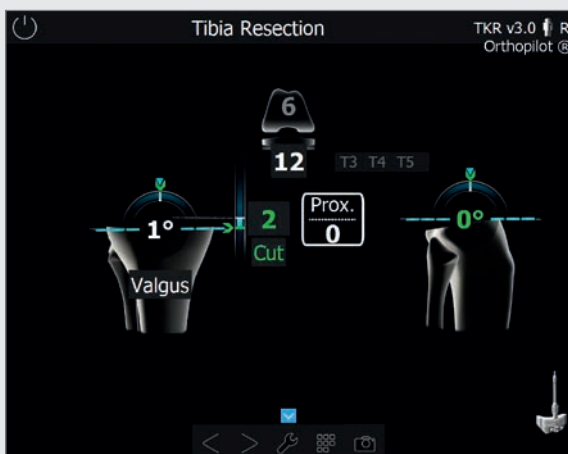 Tibia Resection
TKR v3.0 R
Orthopilot ®
6
12
T3 T4 T5
1°
2
Cut
Prox.
0
0°
Valgus